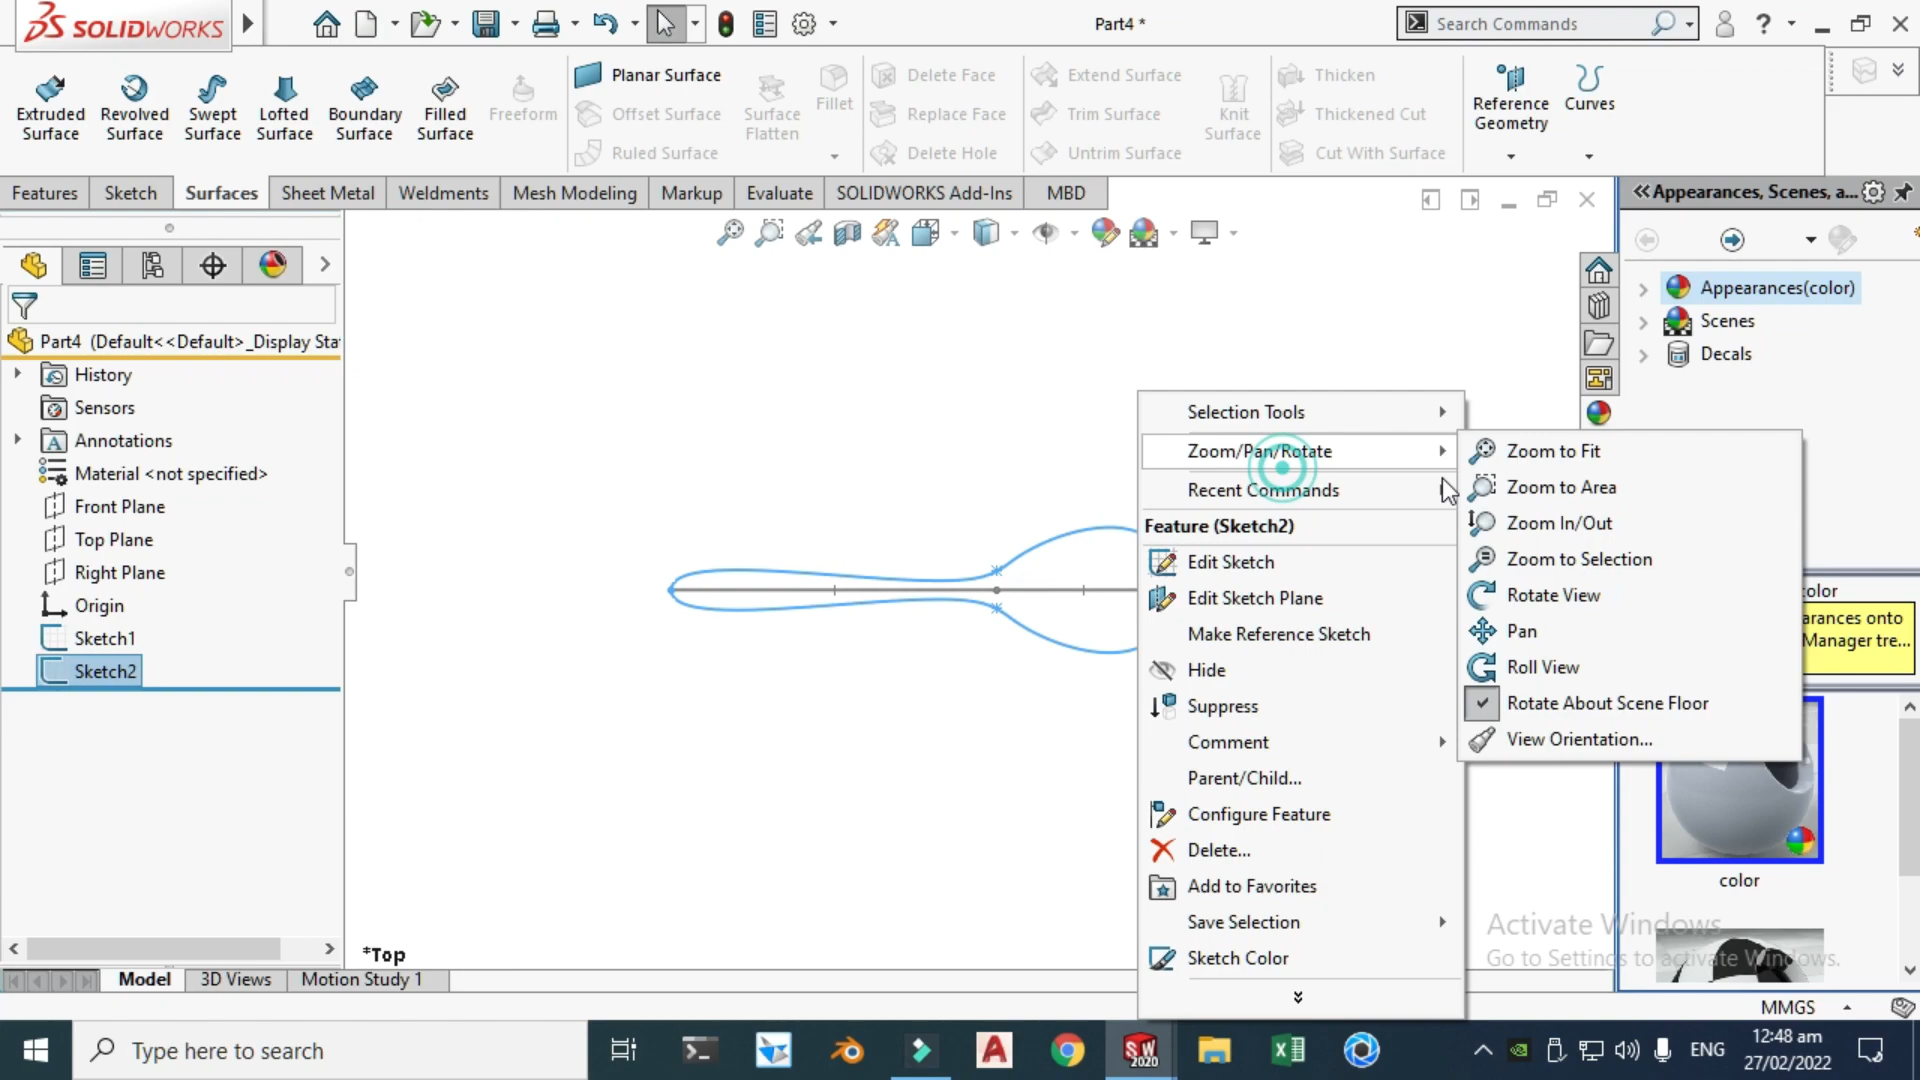 SOLIDWORKS
Part4 *
Search Commands
?
Extruded Surface
Revolved Surface
Swept Surface
Lofted Surface
Boundary Surface
Filled Surface
Freeform
Planar Surface
Offset Surface
Ruled Surface
Surface Flatten
Fillet
Delete Face
Replace Face
Delete Hole
Extend Surface
Trim Surface
Untrim Surface
Knit Surface
Thicken
Thickened Cut
Cut With Surface
Reference Geometry
Curves
Features
Sketch
Surfaces
Sheet Metal
Weldments
Mesh Modeling
Markup
Evaluate
SOLIDWORKS Add-Ins
MBD
Appearances, Scenes, a...
Appearances(color)
Scenes
Decals
Part4 (Default<<Default>_Display Sta
History
Sensors
Annotations
Material <not specified>
Front Plane
Top Plane
Right Plane
Origin
Sketch1
Sketch2
Selection Tools
Zoom/Pan/Rotate
Recent Commands
Feature (Sketch2)
Edit Sketch
Edit Sketch Plane
Make Reference Sketch
Hide
Suppress
Comment
Parent/Child...
Configure Feature
Delete...
Add to Favorites
Save Selection
Sketch Color
Zoom to Fit
Zoom to Area
Zoom In/Out
Zoom to Selection
Rotate View
Pan
Roll View
Rotate About Scene Floor
View Orientation...
olor
arances onto
Manager tre...
color
Activate Windows
Go to Settings to activate Windows.
*Top
Model
3D Views
Motion Study 1
MMGS
Type here to search
SW
2020
ENG
12:48 am
27/02/2022